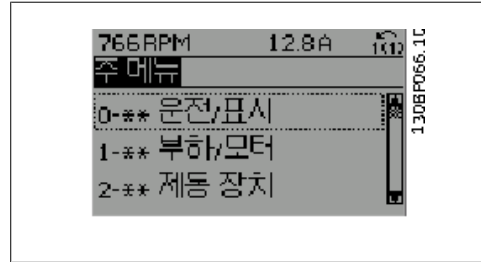 766RPM 12.8A 1(1)
주 메뉴
0-** 운전/표시
1-** 부하/모터
2-** 제동 장치
130BP066.10